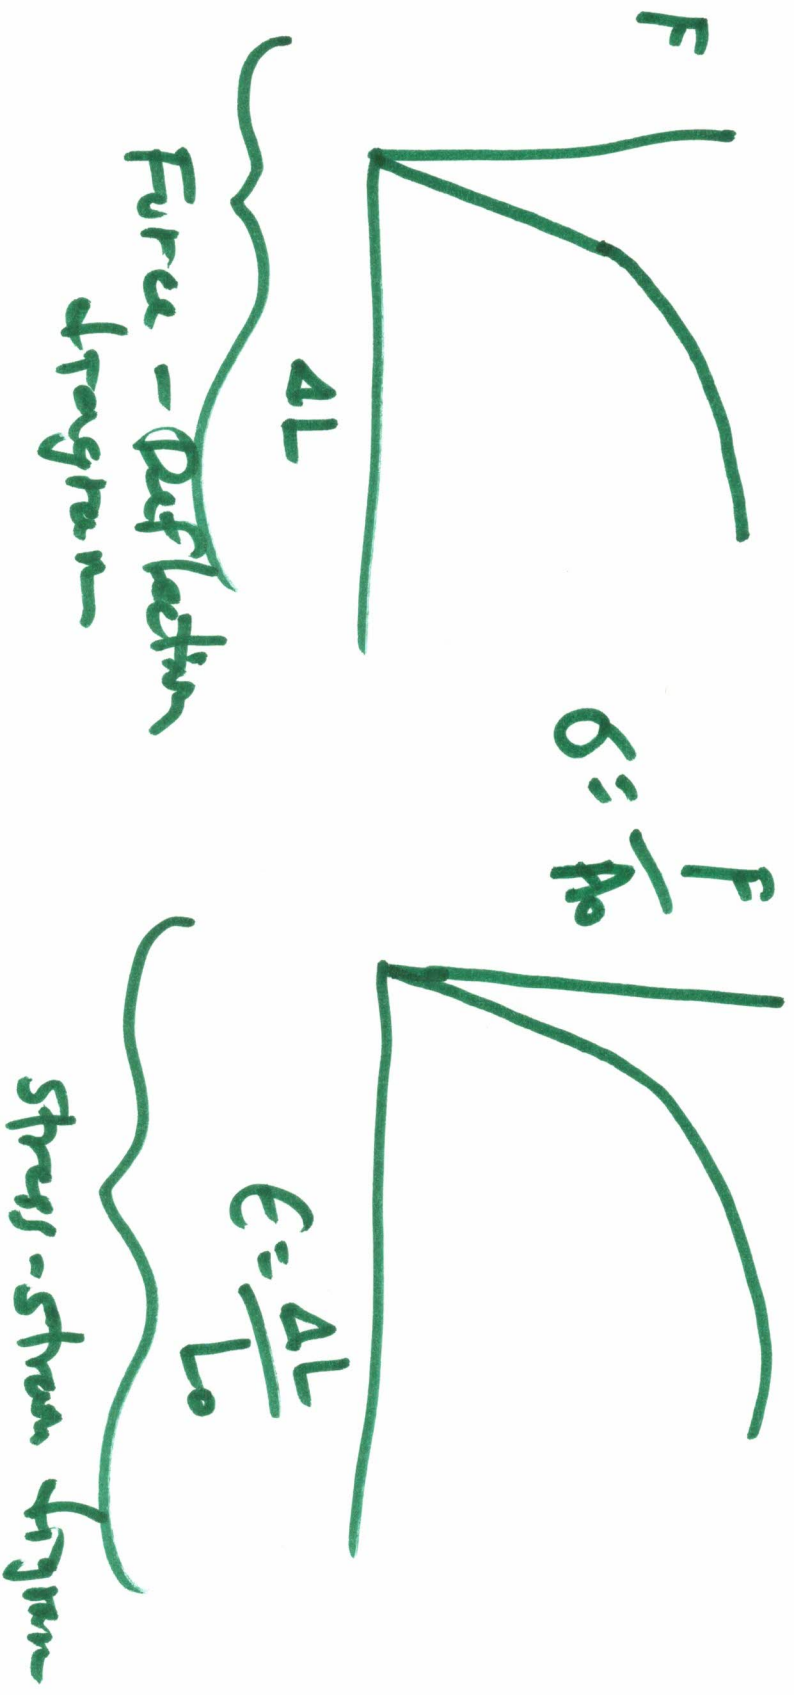 F
ΔL
Force - Deflection
diagram
σ = F/A₀
ε = ΔL/L₀
stress-strain diagram